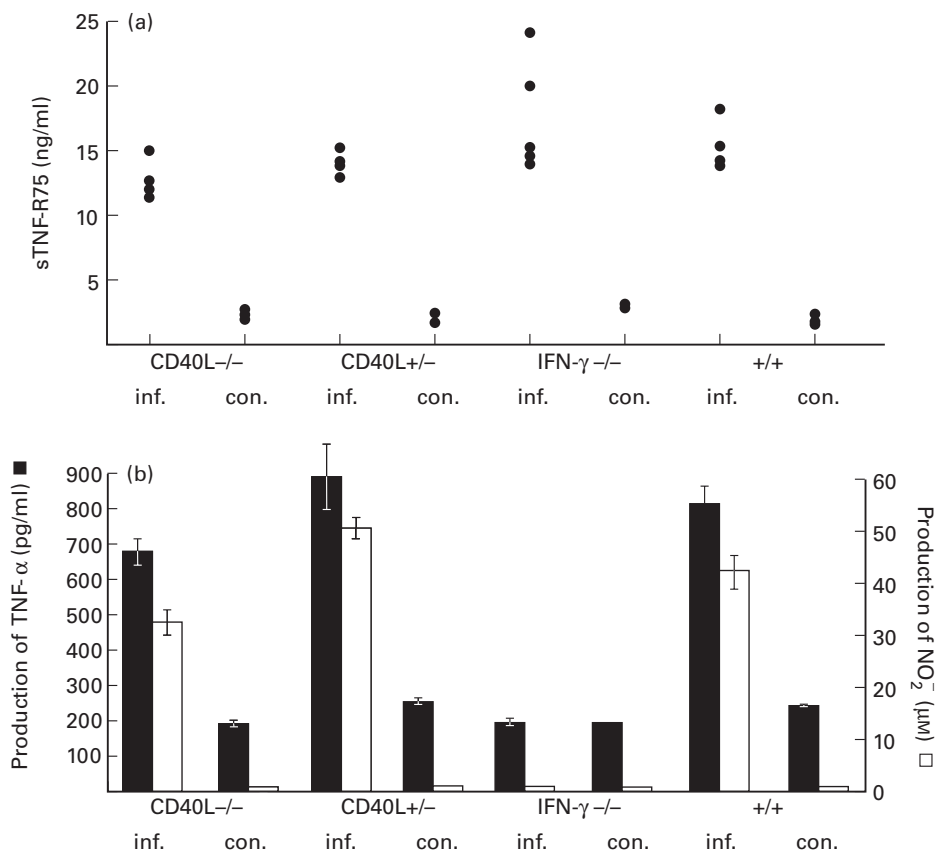 (a)
sTNF-R75 (ng/ml)
25
20
15
10
5
CD40L–/– CD40L+/– IFN-γ –/– +/+
inf. con. inf. con. inf. con. inf. con.
(b)
Production of TNF-α (pg/ml) ■
900
800
700
600
500
400
300
200
100
60
50
40
30
20
10
0
Production of NO₂⁻ (μM) □
CD40L–/– CD40L+/– IFN-γ –/– +/+
inf. con. inf. con. inf. con. inf. con.